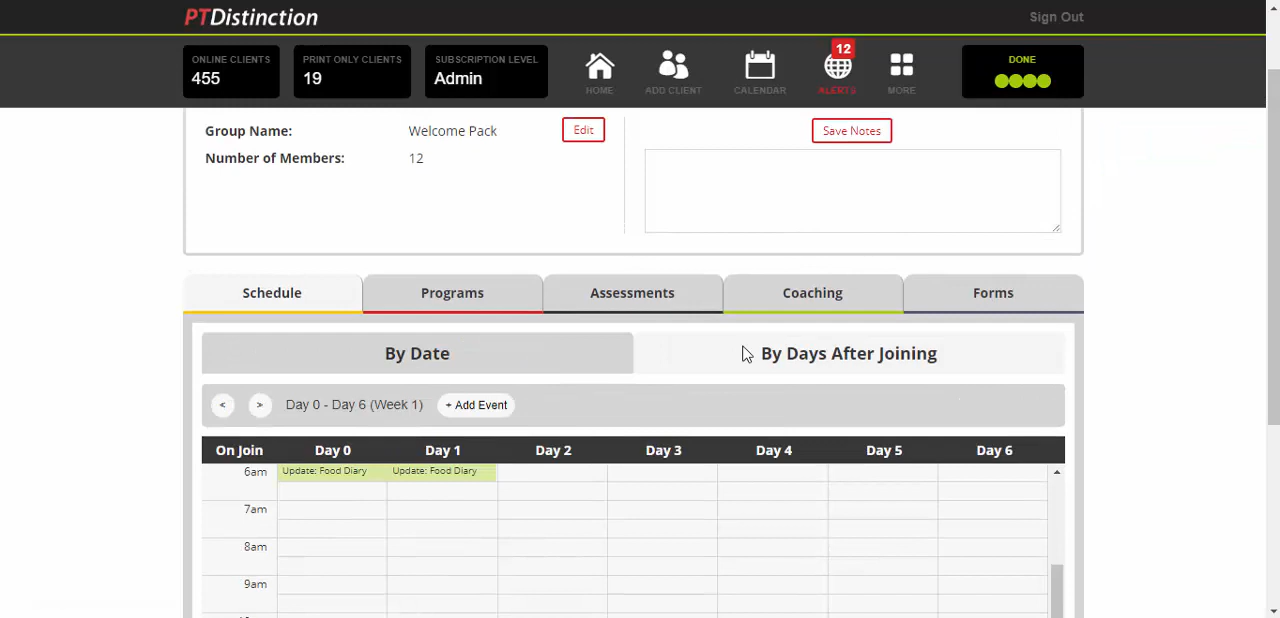 PTDistinction
Sign Out
ONLINE CLIENTS
455
PRINT ONLY CLIENTS
19
SUBSCRIPTION LEVEL
Admin
HOME
ADD CLIENT
CALENDAR
12
ALERTS
MORE
DONE
Group Name: Welcome Pack
Edit
Number of Members: 12
Save Notes
Schedule
Programs
Assessments
Coaching
Forms
By Date
By Days After Joining
< > Day 0 - Day 6 (Week 1) + Add Event
On Join Day 0 Day 1 Day 2 Day 3 Day 4 Day 5 Day 6
6am Update: Food Diary Update: Food Diary
7am
8am
9am